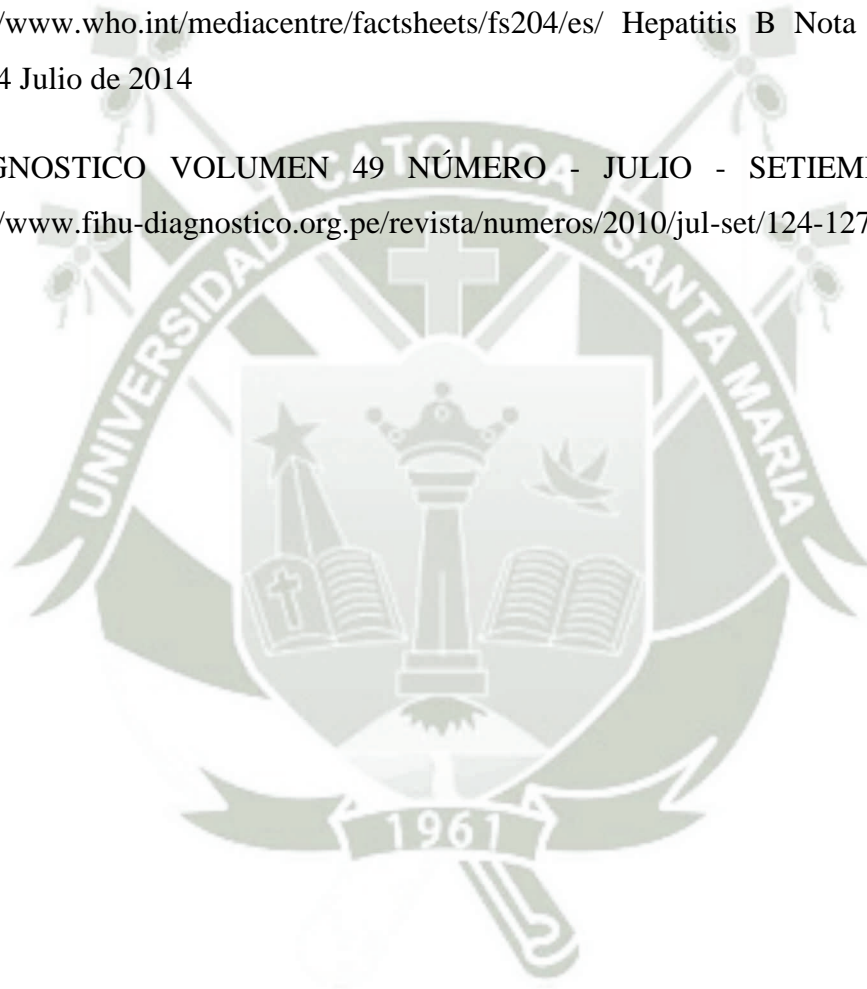 /www.who.int/mediacentre/factsheets/fs204/es/ Hepatitis B Nota
4 Julio de 2014
GNOSTICO VOLUMEN 49 NÚMERO - JULIO - SETIEM
/www.fihu-diagnostico.org.pe/revista/numeros/2010/jul-set/124-127
UNIVERSIDAD CATOLICA SANTA MARIA
1961